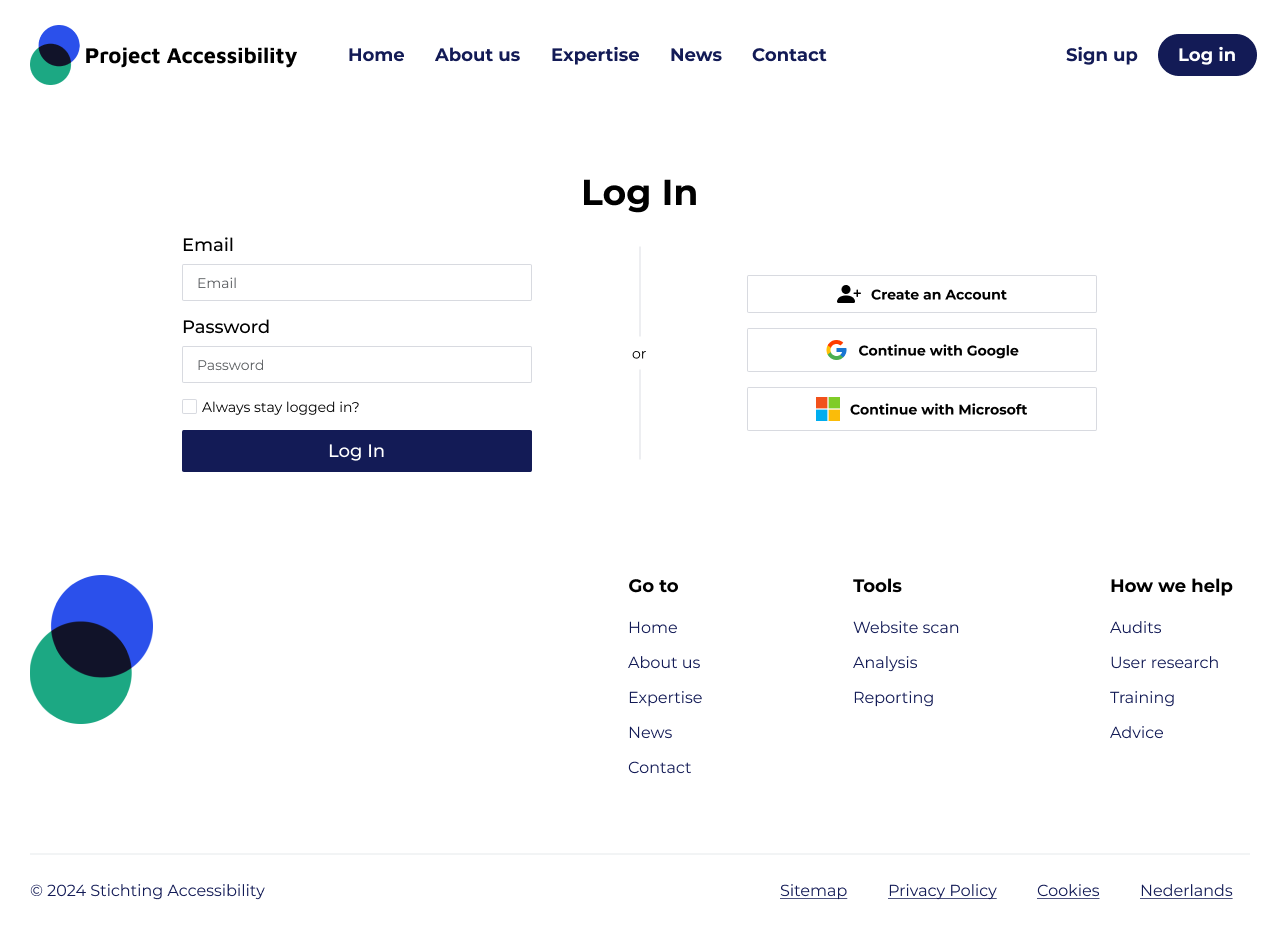 Project Accessibility
Home About us Expertise News Contact
Sign up Log in
Log In
Email
Email
Password
Password
Always stay logged in?
Log In
or
Create an Account
Continue with Google
Continue with Microsoft
Go to
Home
About us
Expertise
News
Contact
Tools
Website scan
Analysis
Reporting
How we help
Audits
User research
Training
Advice
© 2024 Stichting Accessibility
Sitemap Privacy Policy Cookies Nederlands